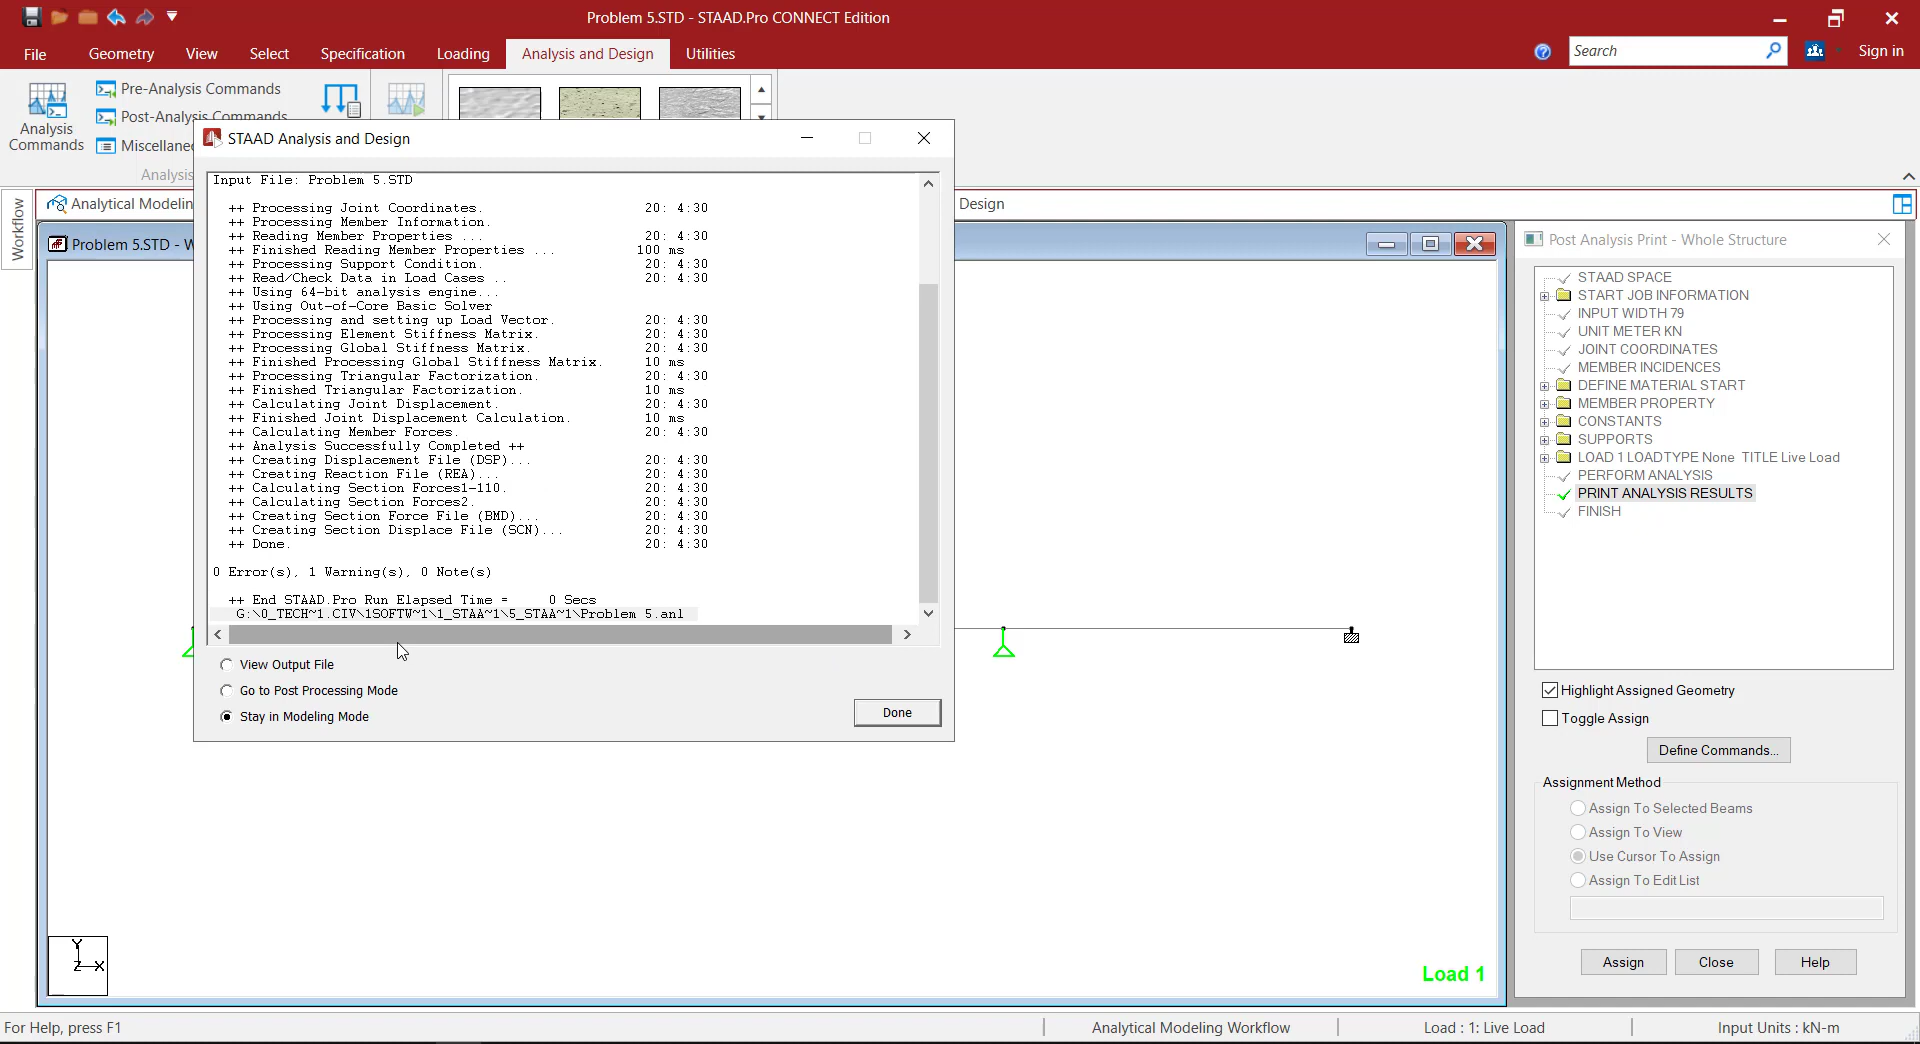 Problem 5.STD - STAAD.Pro CONNECT Edition
File Geometry View Select Specification Loading Analysis and Design Utilities Search Sign in
Analysis Commands
Pre-Analysis Commands
Post-Analysis Commands
Miscellane
Analysis
STAAD Analysis and Design
Workflow
Analytical Modelin
Design
Problem 5.STD - W
Input File: Problem 5.STD
++ Processing Joint Coordinates. 20: 4:30
++ Processing Member Information.
++ Reading Member Properties ... 20: 4:30
++ Finished Reading Member Properties ... 100 ms
++ Processing Support Condition. 20: 4:30
++ Read/Check Data in Load Cases .. 20: 4:30
++ Using 64-bit analysis engine...
++ Using Out-of-Core Basic Solver
++ Processing and setting up Load Vector. 20: 4:30
++ Processing Element Stiffness Matrix. 20: 4:30
++ Processing Global Stiffness Matrix. 20: 4:30
++ Finished Processing Global Stiffness Matrix. 10 ms
++ Processing Triangular Factorization. 20: 4:30
++ Finished Triangular Factorization. 10 ms
++ Calculating Joint Displacement. 20: 4:30
++ Finished Joint Displacement Calculation. 10 ms
++ Calculating Member Forces. 20: 4:30
++ Analysis Successfully Completed ++
++ Creating Displacement File (DSP)... 20: 4:30
++ Creating Reaction File (REA)... 20: 4:30
++ Calculating Section Forces1-110. 20: 4:30
++ Calculating Section Forces2. 20: 4:30
++ Creating Section Force File (BMD)... 20: 4:30
++ Creating Section Displace File (SCN)... 20: 4:30
++ Done. 20: 4:30
0 Error(s), 1 Warning(s), 0 Note(s)
++ End STAAD.Pro Run Elapsed Time = 0 Secs
G:\0_TECH~1.CIV\1SOFTW~1\1_STAA~1\5_STAA~1\Problem 5.anl
View Output File
Go to Post Processing Mode
Stay in Modeling Mode
Done
Post Analysis Print - Whole Structure
STAAD SPACE
START JOB INFORMATION
INPUT WIDTH 79
UNIT METER KN
JOINT COORDINATES
MEMBER INCIDENCES
DEFINE MATERIAL START
MEMBER PROPERTY
CONSTANTS
SUPPORTS
LOAD 1 LOADTYPE None TITLE Live Load
PERFORM ANALYSIS
PRINT ANALYSIS RESULTS
FINISH
Highlight Assigned Geometry
Toggle Assign
Define Commands...
Assignment Method
Assign To Selected Beams
Assign To View
Use Cursor To Assign
Assign To Edit List
Assign Close Help
Y
Z X
Load 1
For Help, press F1 Analytical Modeling Workflow Load : 1: Live Load Input Units : kN-m